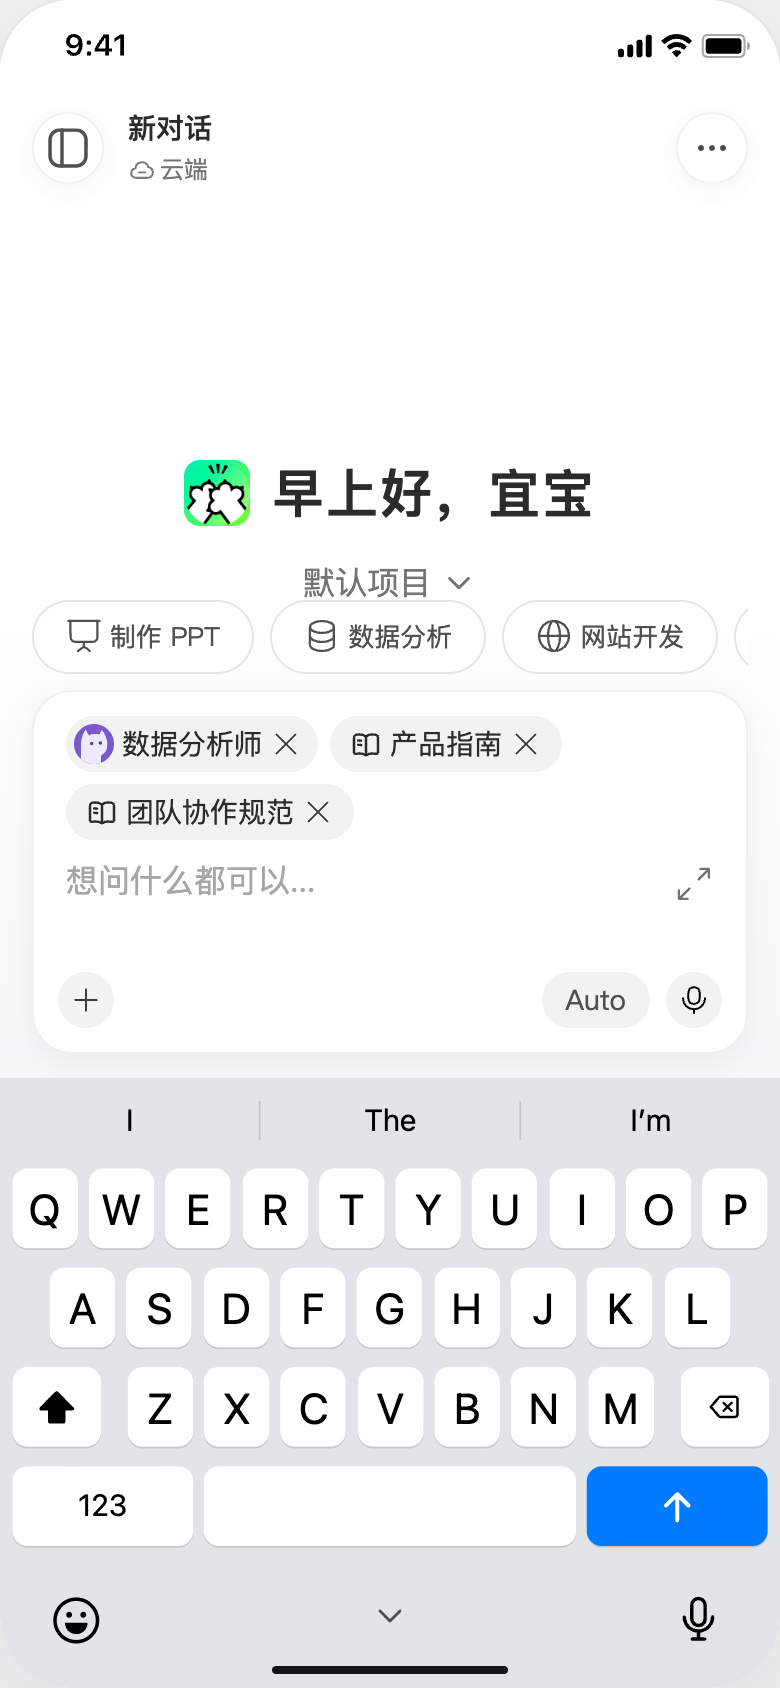 9:41
新对话
云端
早上好，宜宝
默认项目
制作 PPT
数据分析
网站开发
数据分析师
产品指南
团队协作规范
想问什么都可以...
Auto
I
The
I’m
Q W E R T Y U I O P
A S D F G H J K L
Z X C V B N M
123